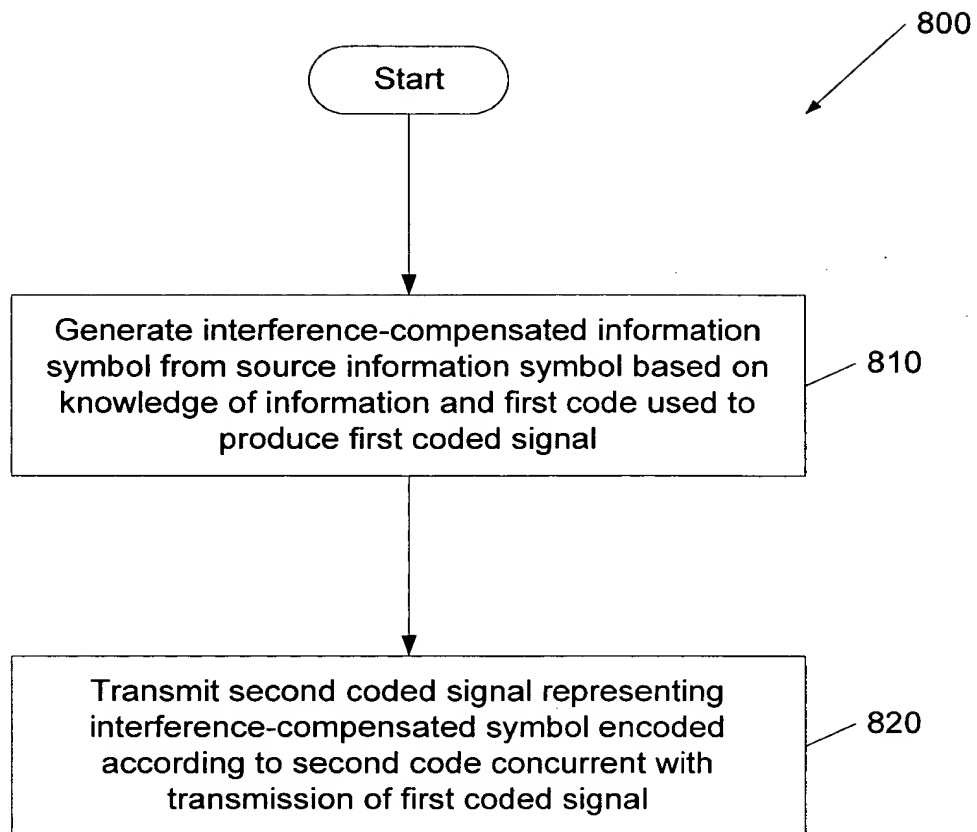 800
Start
Generate interference-compensated information
symbol from source information symbol based on
knowledge of information and first code used to
produce first coded signal
810
Transmit second coded signal representing
interference-compensated symbol encoded
according to second code concurrent with
transmission of first coded signal
820